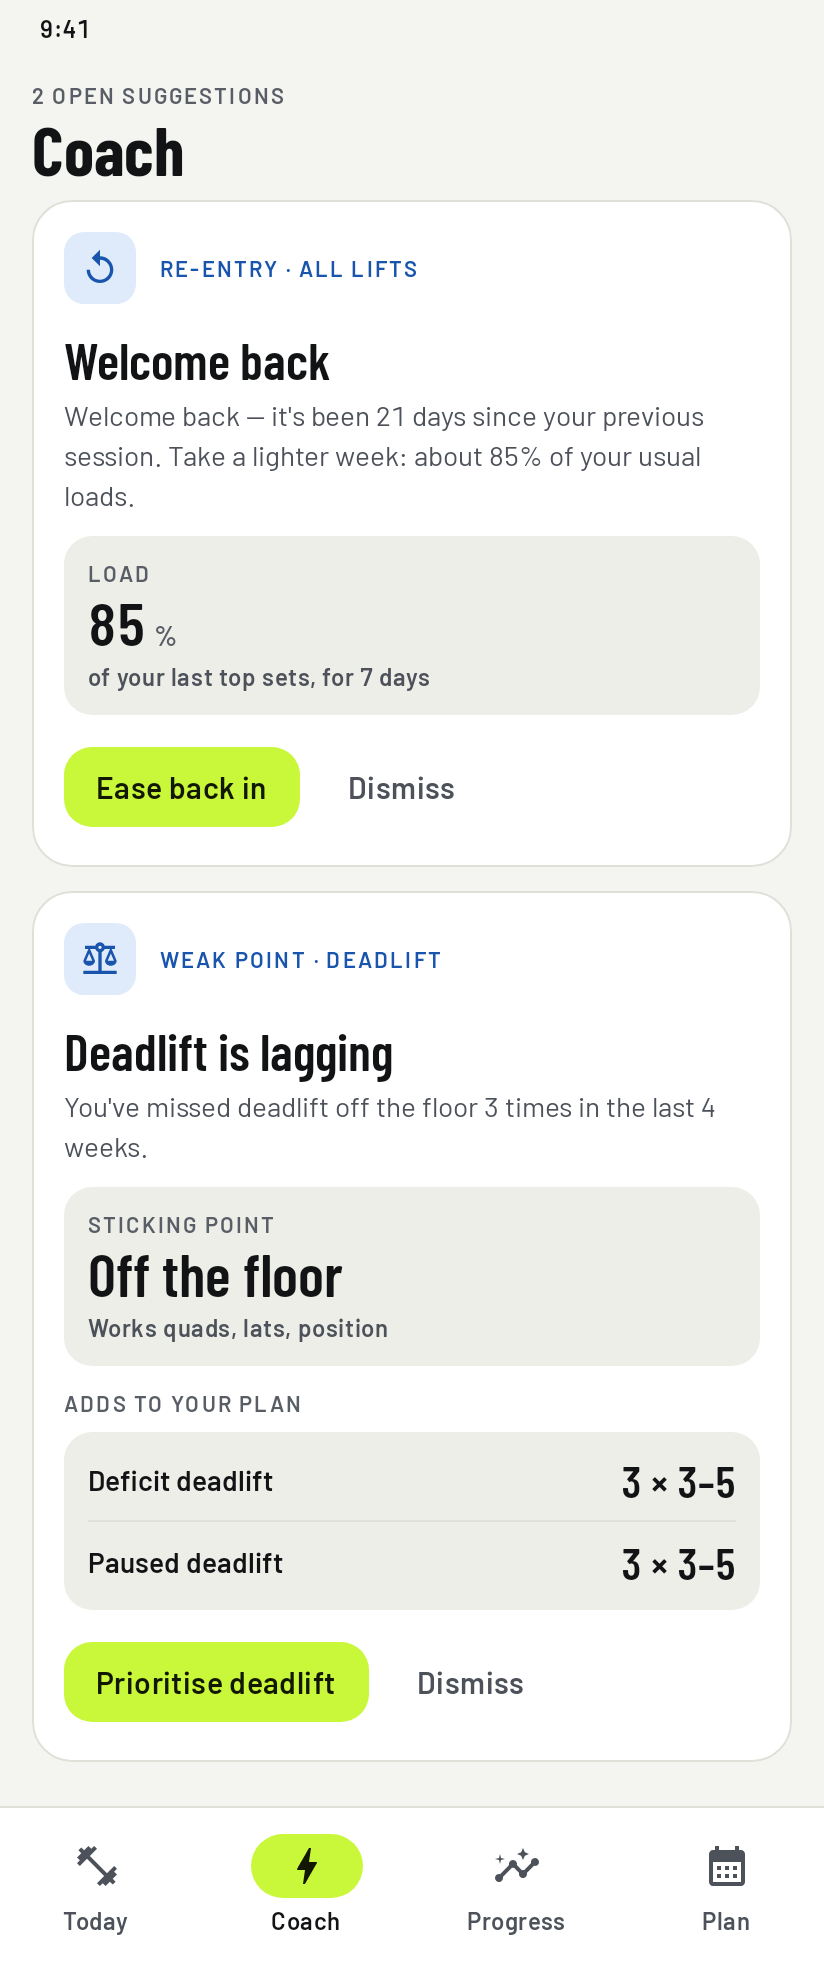 9:41
2 OPEN SUGGESTIONS
Coach
RE-ENTRY · ALL LIFTS
Welcome back
Welcome back — it's been 21 days since your previous
session. Take a lighter week: about 85% of your usual
loads.
LOAD
85 %
of your last top sets, for 7 days
Ease back in
Dismiss
WEAK POINT · DEADLIFT
Deadlift is lagging
You've missed deadlift off the floor 3 times in the last 4
weeks.
STICKING POINT
Off the floor
Works quads, lats, position
ADDS TO YOUR PLAN
Deficit deadlift 3 × 3–5
Paused deadlift 3 × 3–5
Prioritise deadlift
Dismiss
Today
Coach
Progress
Plan